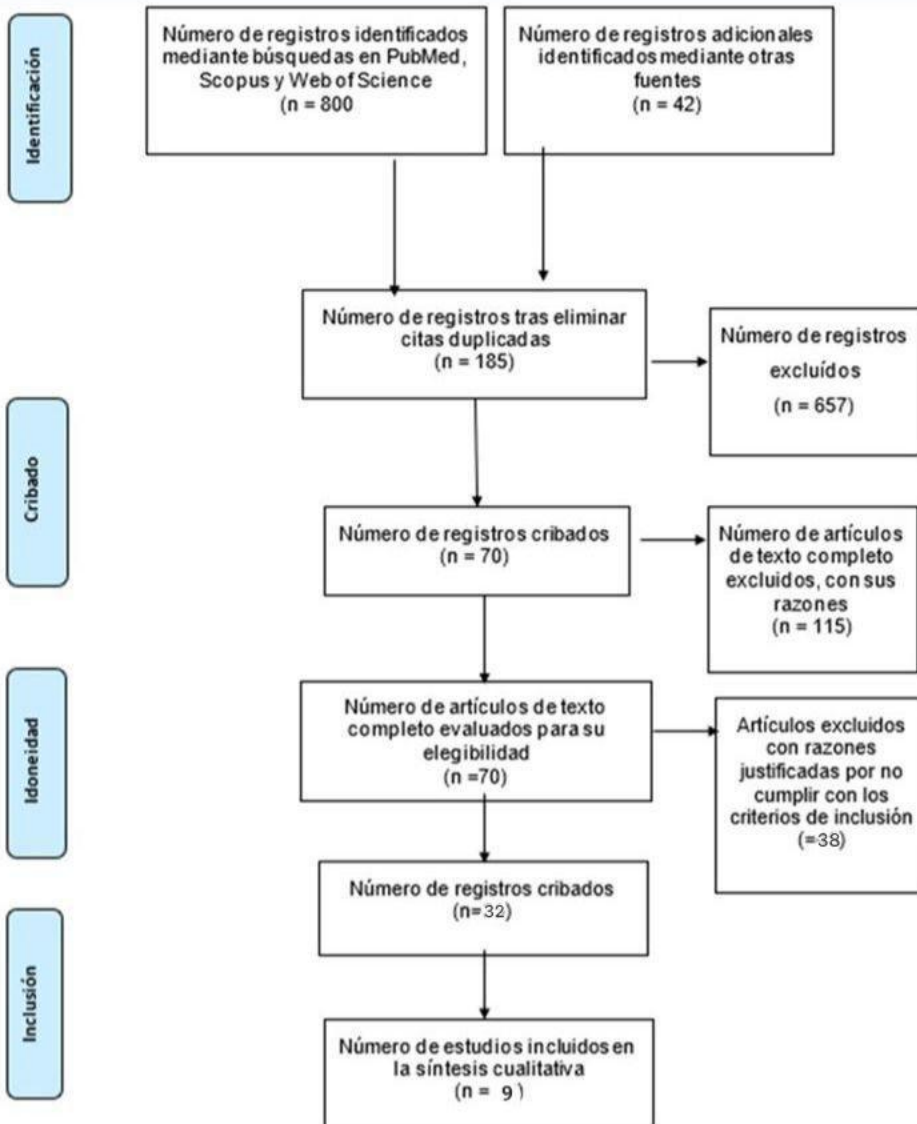 Identificación
Número de registros identificados
mediante búsquedas en PubMed,
Scopus y Web of Science
(n = 800
Número de registros adicionales
identificados mediante otras
fuentes
(n = 42)
Número de registros tras eliminar
citas duplicadas
(n = 185)
Número de registros
excluídos
(n = 657)
Cribado
Número de registros cribados
(n = 70)
Número de artículos
de texto completo
excluidos, con sus
razones
(n = 115)
Idoneidad
Número de artículos de texto
completo evaluados para su
elegibilidad
(n =70)
Artículos excluidos
con razones
justificadas por no
cumplir con los
criterios de inclusión
(=38)
Número de registros cribados
(n=32)
Inclusión
Número de estudios incluidos en
la síntesis cualitativa
(n = 9 )